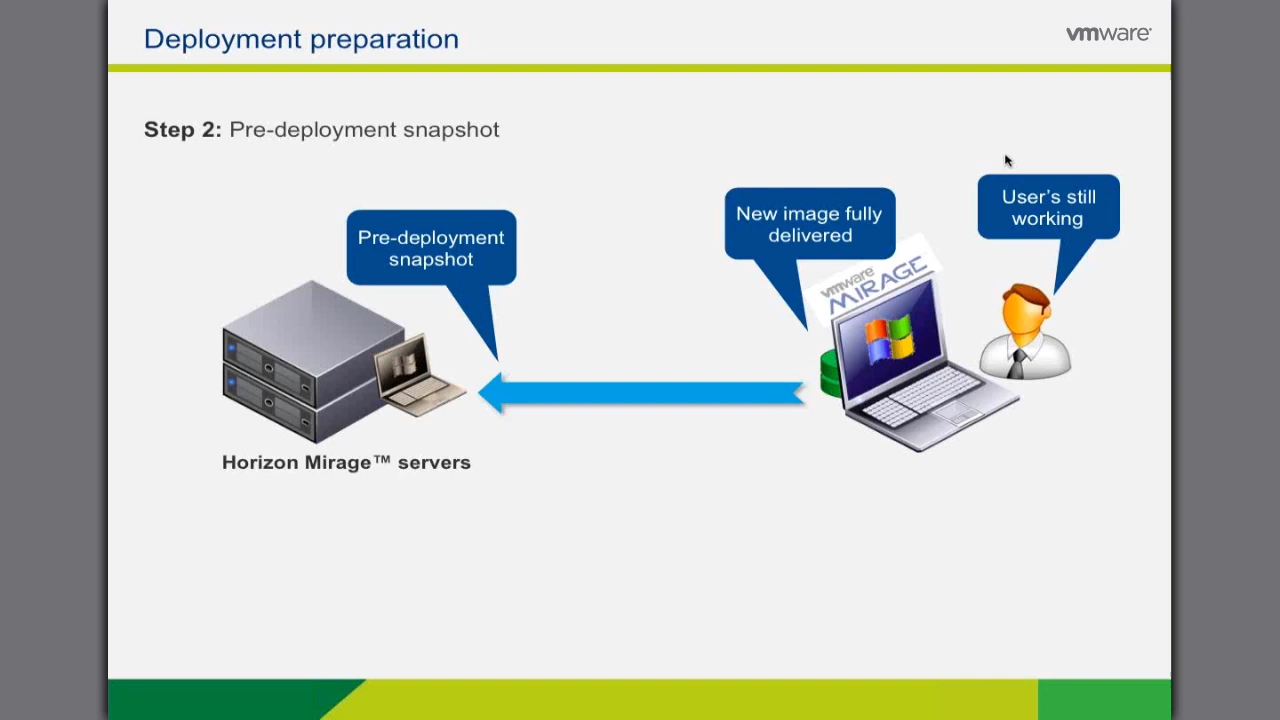 Deployment preparation
vmware
Step 2: Pre-deployment snapshot
Pre-deployment
snapshot
New image fully
delivered
User's still
working
vmware
MIRAGE
Horizon Mirage™ servers